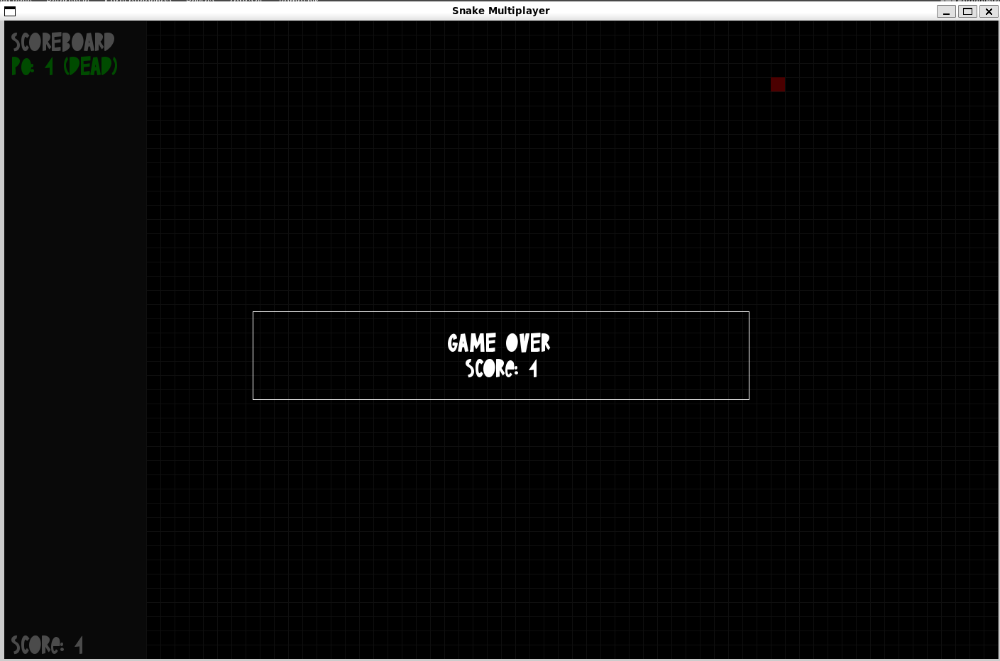 Snake Multiplayer
SCOREBOARD
P0: 1 (DEAD)
GAME OVER
SCORe: 1
SCORe: 1